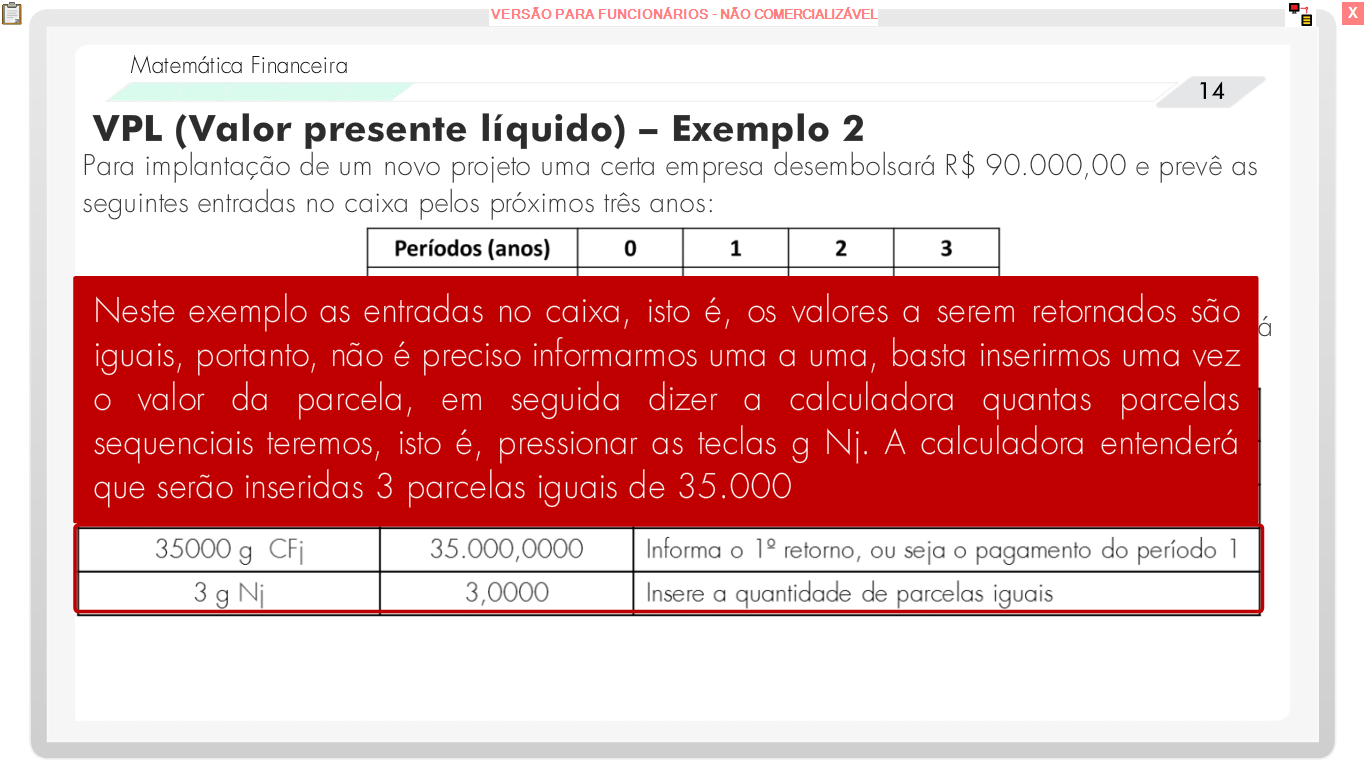 VERSÃO PARA FUNCIONÁRIOS - NÃO COMERCIALIZÁVEL
X
Matemática Financeira
14
VPL (Valor presente líquido) – Exemplo 2
Para implantação de um novo projeto uma certa empresa desembolsará R$ 90.000,00 e prevê as
seguintes entradas no caixa pelos próximos três anos:
Períodos (anos) 0 1 2 3
Neste exemplo as entradas no caixa, isto é, os valores a serem retornados são
iguais, portanto, não é preciso informarmos uma a uma, basta inserirmos uma vez
o valor da parcela, em seguida dizer a calculadora quantas parcelas
sequenciais teremos, isto é, pressionar as teclas g Nj. A calculadora entenderá
que serão inseridas 3 parcelas iguais de 35.000
35000 g CFj 35.000,0000 Informa o 1º retorno, ou seja o pagamento do período 1
3 g Nj 3,0000 Insere a quantidade de parcelas iguais